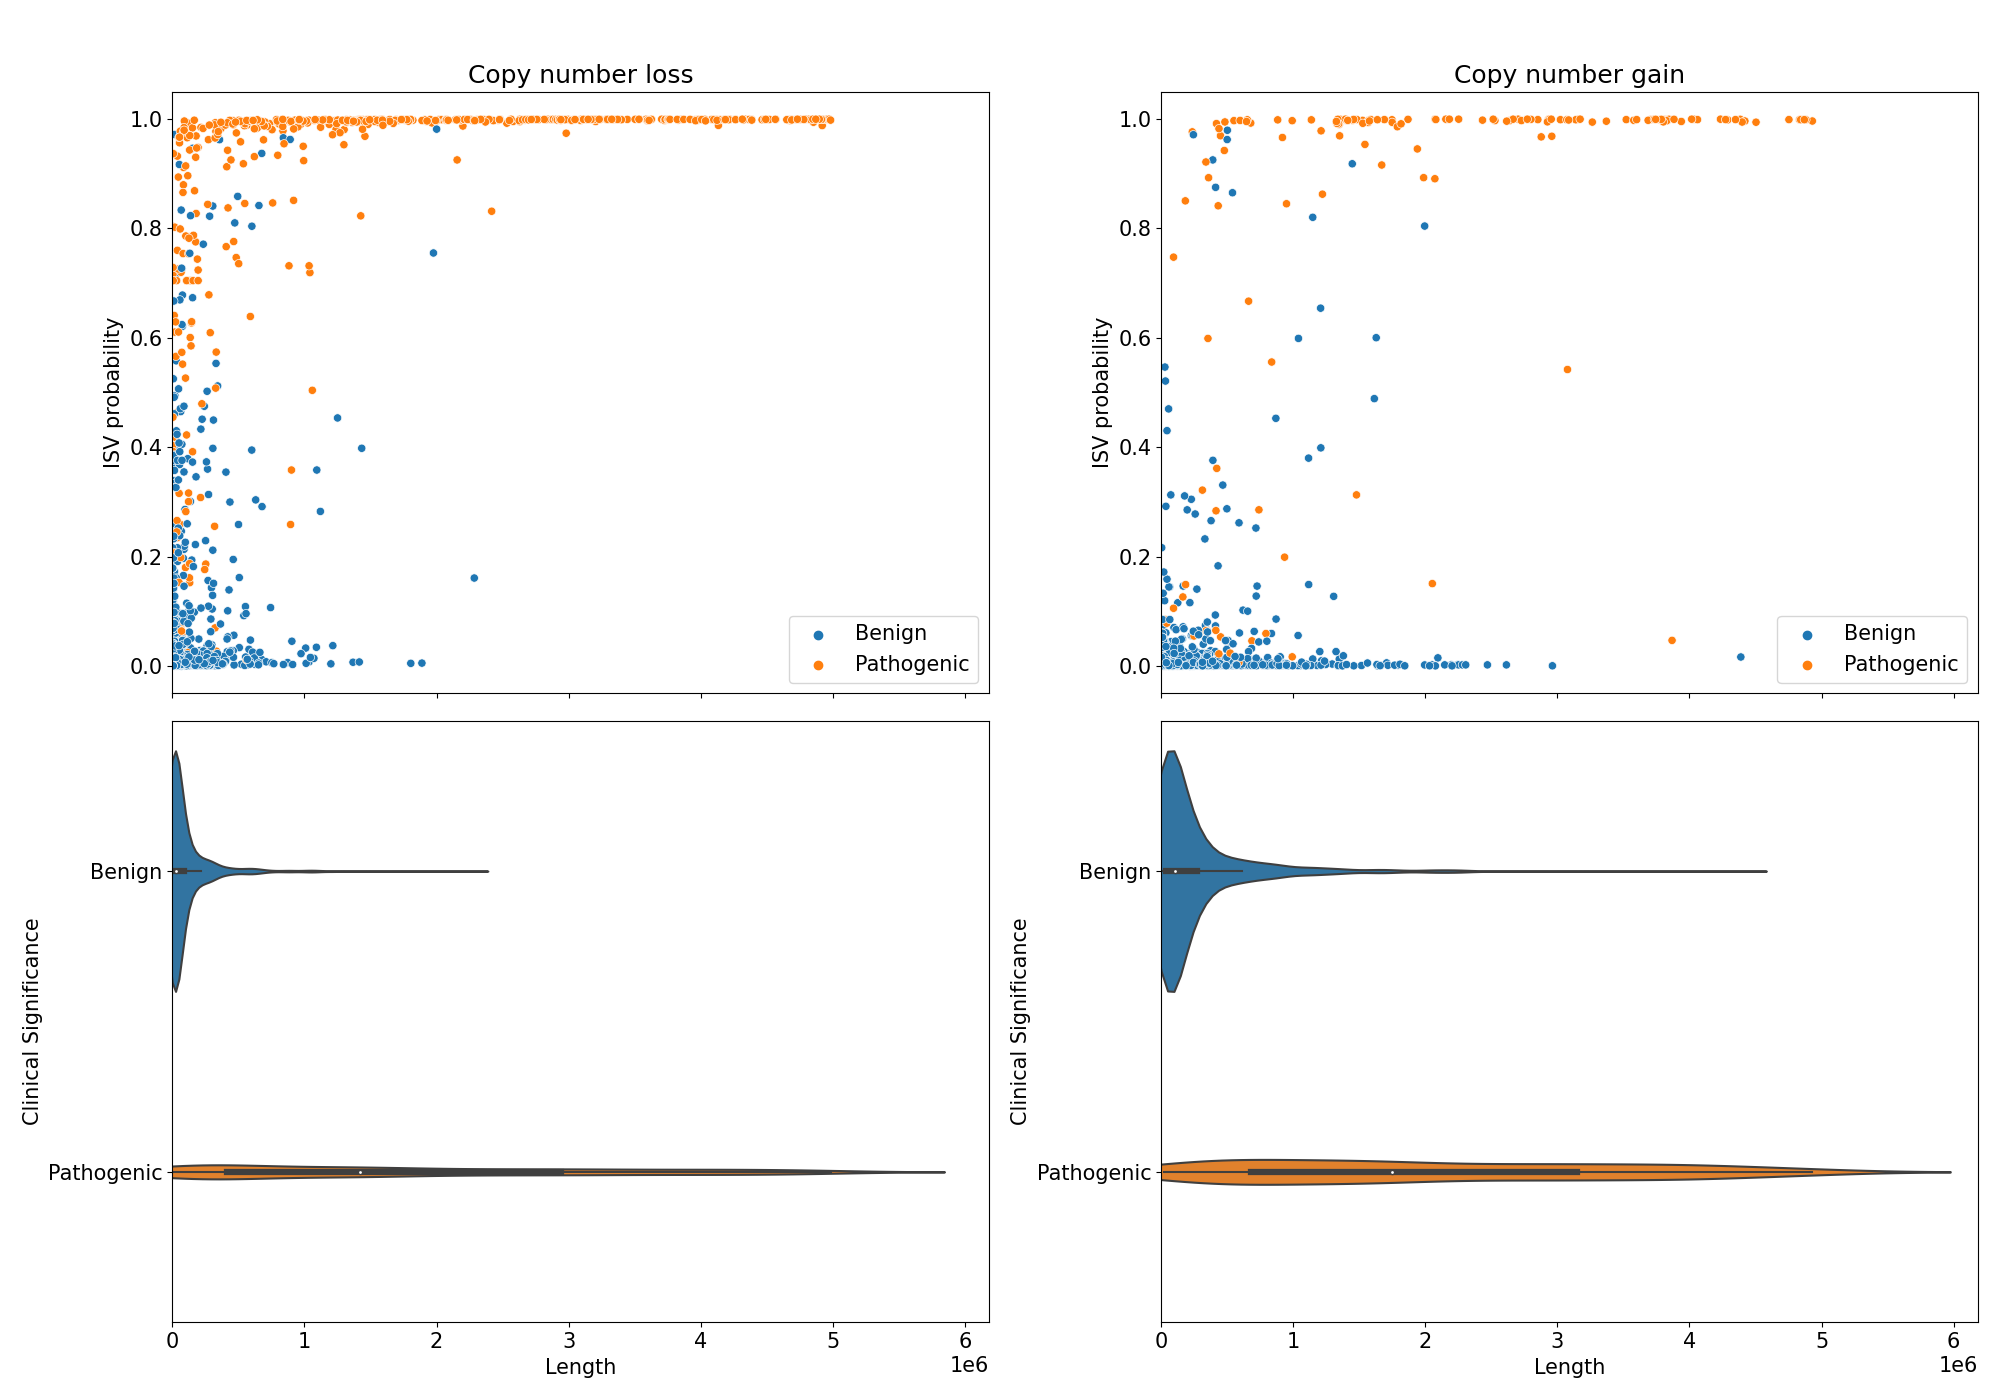 Copy number loss
1.0
0.8
0.6
0.4
0.2
0.0
ISV probability
Benign
Pathogenic
Copy number gain
1.0
0.8
0.6
0.4
0.2
0.0
ISV probability
Benign
Pathogenic
Benign
Pathogenic
Clinical Significance
0 1 2 3 4 5 6
1e6
Length
Benign
Pathogenic
Clinical Significance
0 1 2 3 4 5 6
1e6
Length